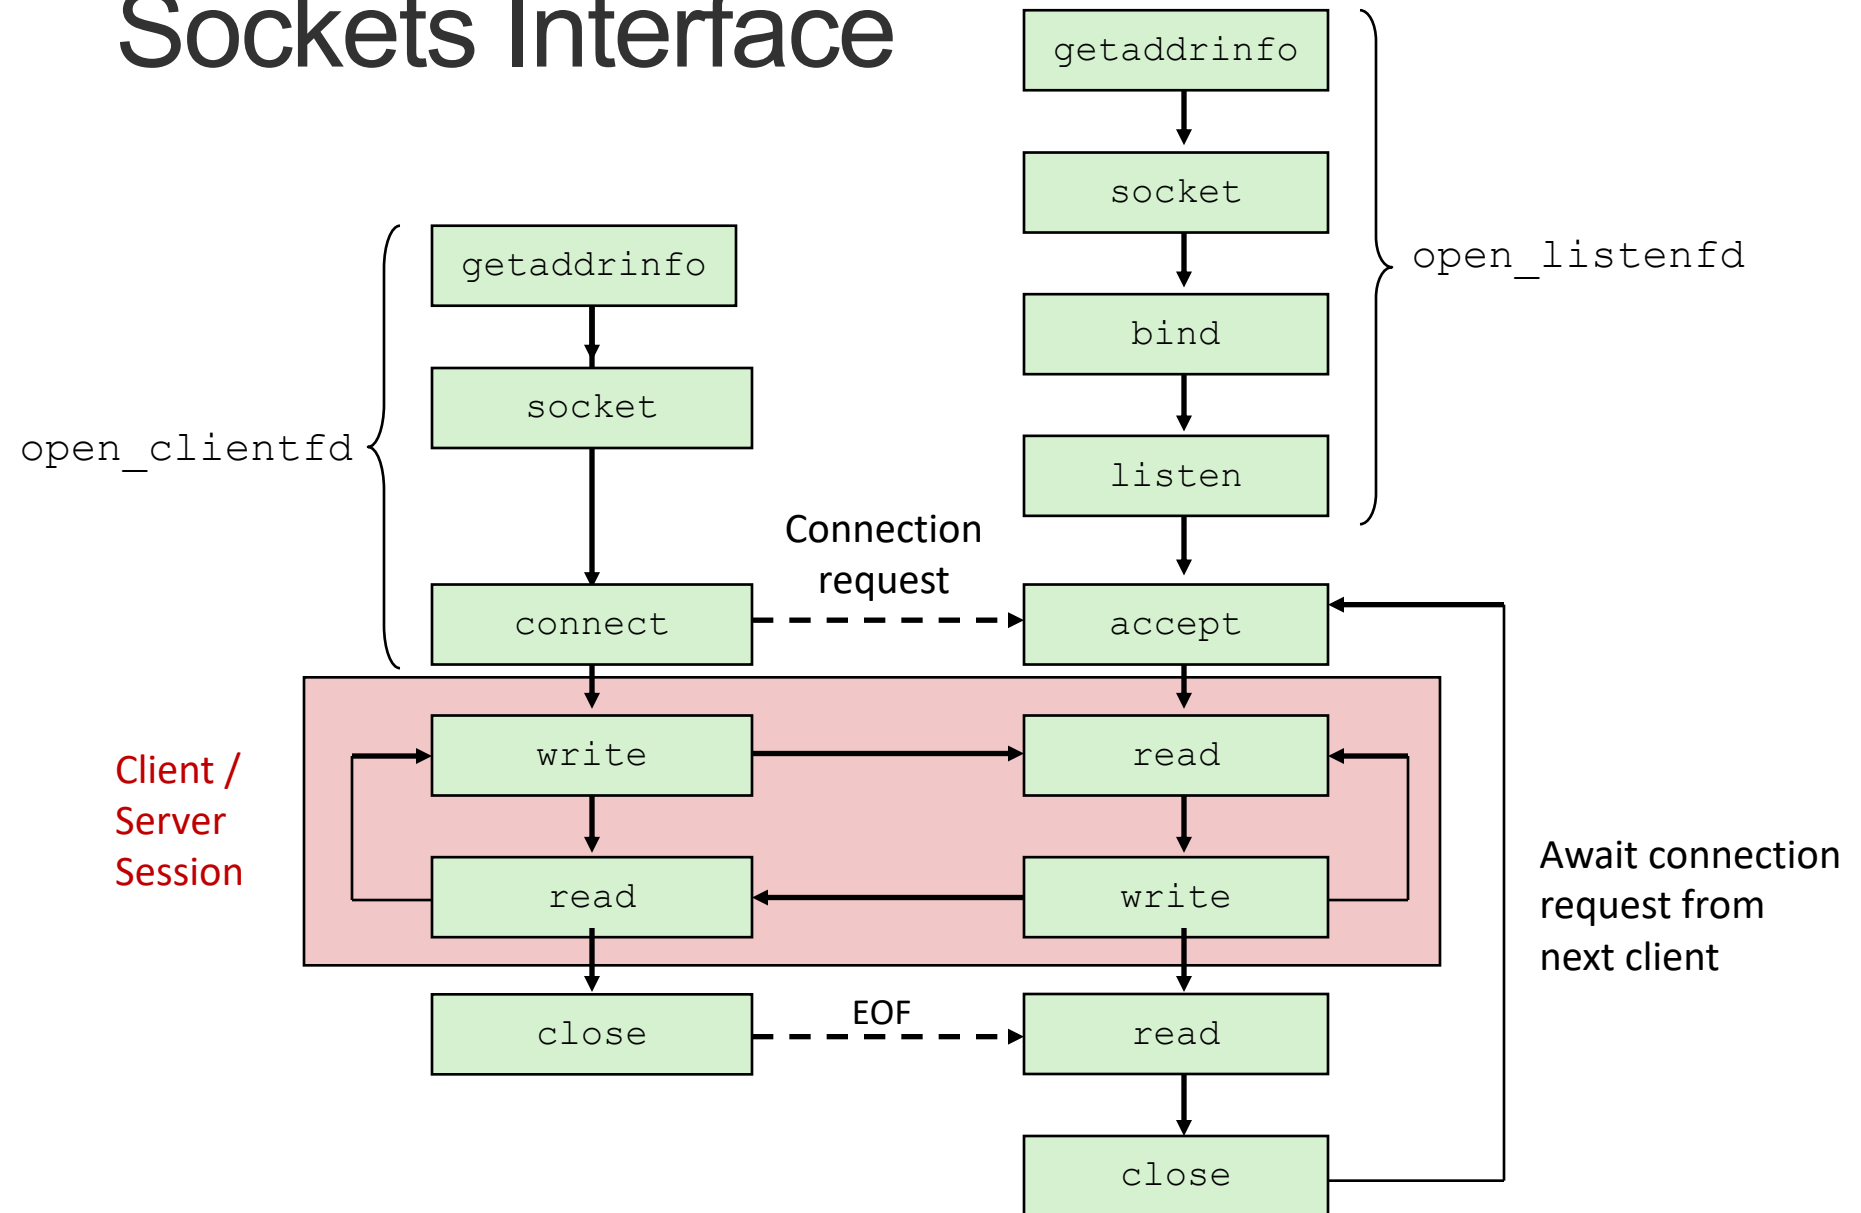 Sockets Interface
getaddrinfo
socket
bind
listen
open_listenfd
getaddrinfo
socket
open_clientfd
Connection
request
connect
accept
Client /
Server
Session
write
read
read
write
Await connection
request from
next client
close
EOF
read
close